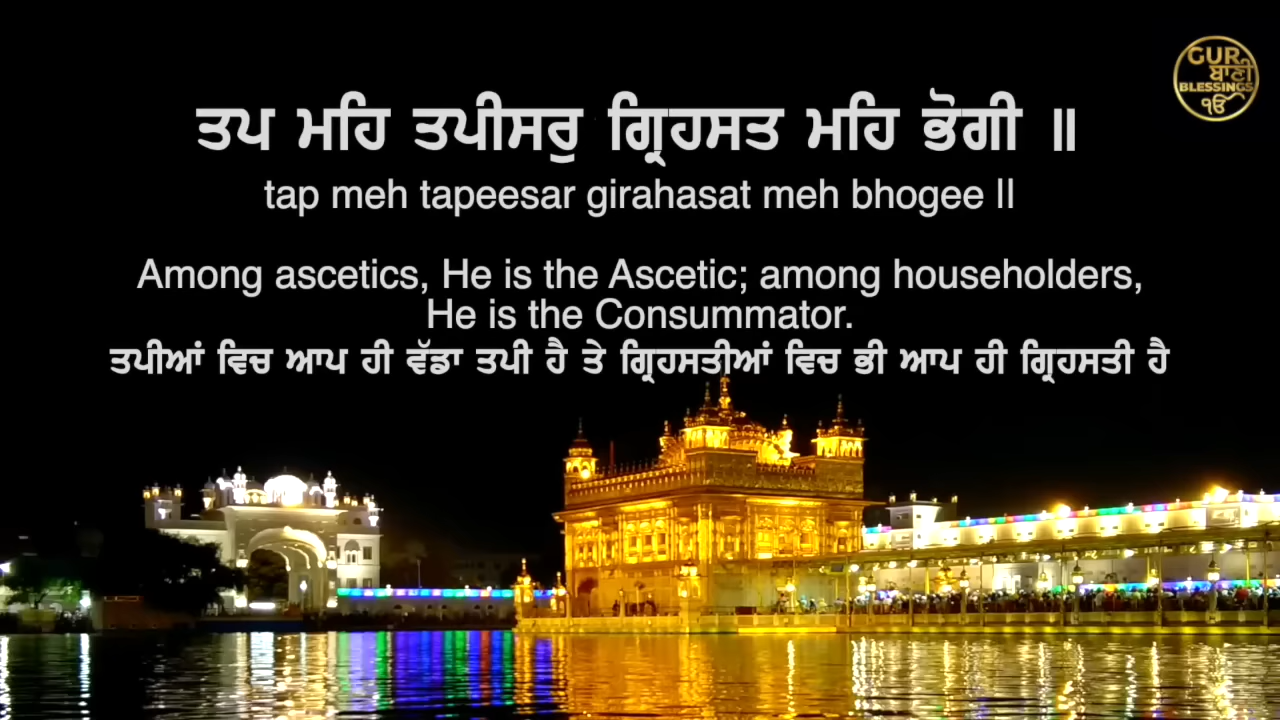 GUR
ਬਾਣੀ
BLESSINGS
ੴ
ਤਪ ਮਹਿ ਤਪੀਸਰੁ ਗ੍ਰਿਹਸਤ ਮਹਿ ਭੋਗੀ ॥
tap meh tapeesar girahasat meh bhogee ll
Among ascetics, He is the Ascetic; among householders,
He is the Consummator.
ਤਪੀਆਂ ਵਿਚ ਆਪ ਹੀ ਵੱਡਾ ਤਪੀ ਹੈ ਤੇ ਗ੍ਰਿਹਸਤੀਆਂ ਵਿਚ ਭੀ ਆਪ ਹੀ ਗ੍ਰਿਹਸਤੀ ਹੈ